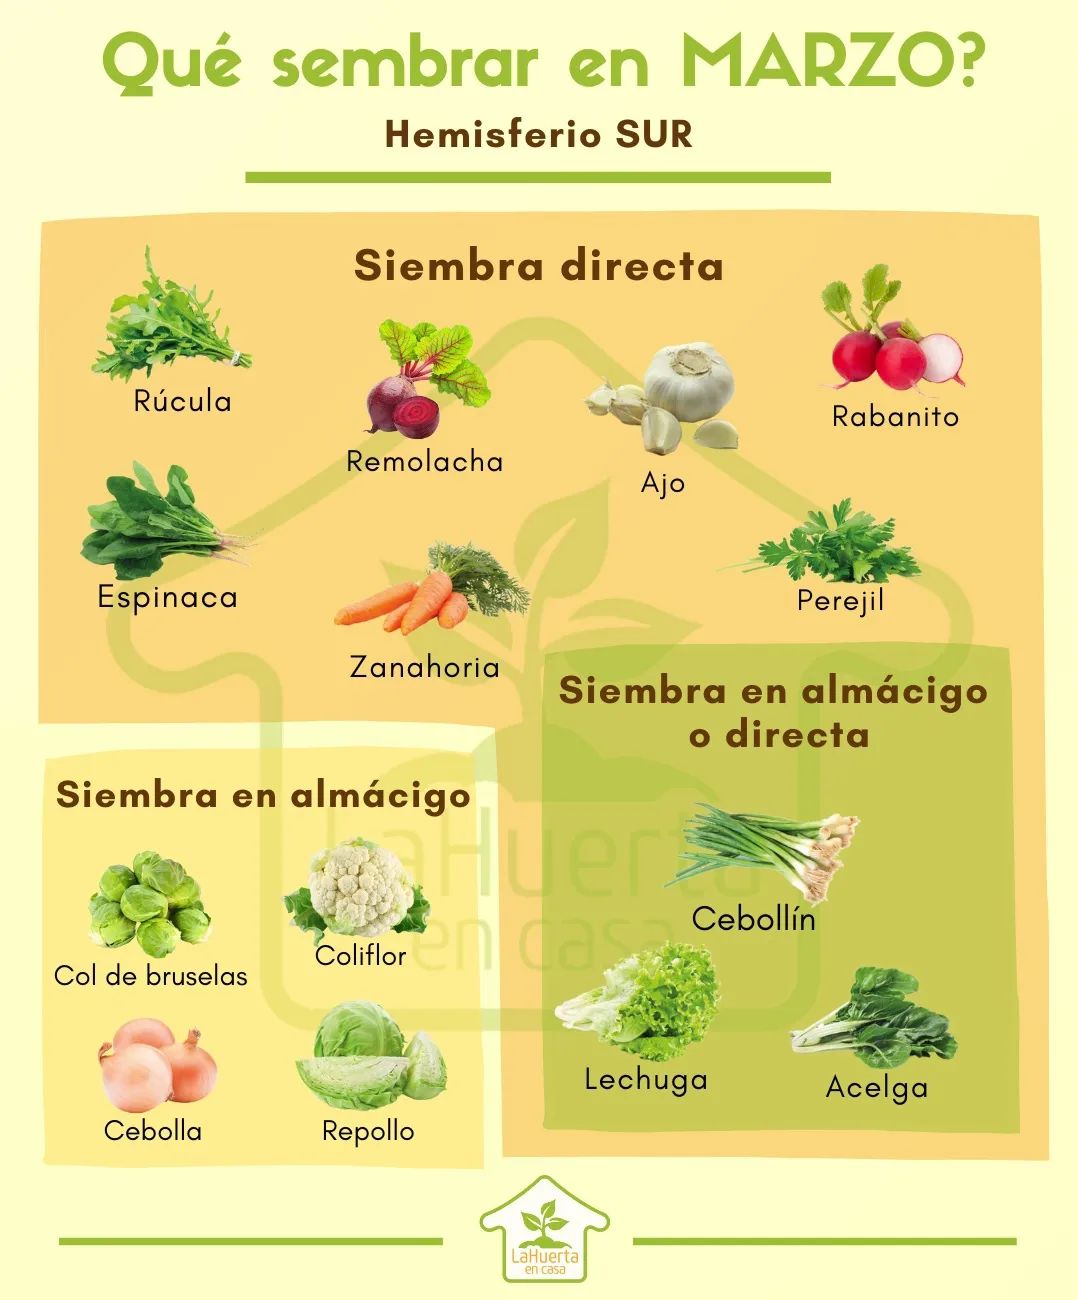 Qué sembrar en MARZO?
Hemisferio SUR
Siembra directa
Rúcula
Remolacha
Ajo
Rabanito
Espinaca
Zanahoria
Perejil
Siembra en almácigo
o directa
Cebollín
Lechuga
Acelga
Siembra en almácigo
Col de bruselas
Coliflor
Cebolla
Repollo
LaHuerta
en casa
LaHuerta
en casa